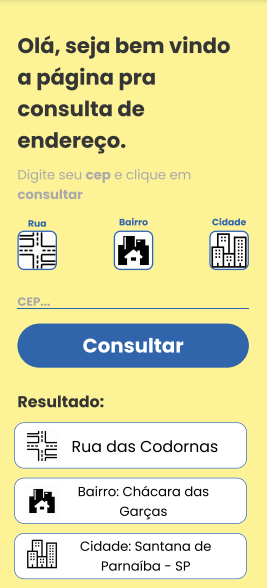 Olá, seja bem vindo
a página pra
consulta de
endereço.
Digite seu cep e clique em
consultar
Rua
Bairro
Cidade
CEP...
Consultar
Resultado:
Rua das Codornas
Bairro: Chácara das
Garças
Cidade: Santana de
Parnaíba - SP